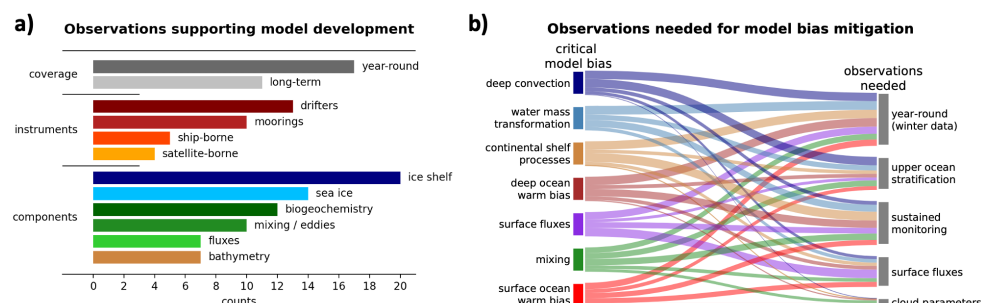 a)
Observations supporting model development
coverage
year-round
long-term
instruments
drifters
moorings
ship-borne
satellite-borne
components
ice shelf
sea ice
biogeochemistry
mixing / eddies
fluxes
bathymetry
0 2 4 6 8 10 12 14 16 18 20
counts
b)
Observations needed for model bias mitigation
critical
model bias
deep convection
water mass
transformation
continental shelf
processes
deep ocean
warm bias
surface fluxes
mixing
surface ocean
warm bias
observations
needed
year-round
(winter data)
upper ocean
stratification
sustained
monitoring
surface fluxes
cloud parameters